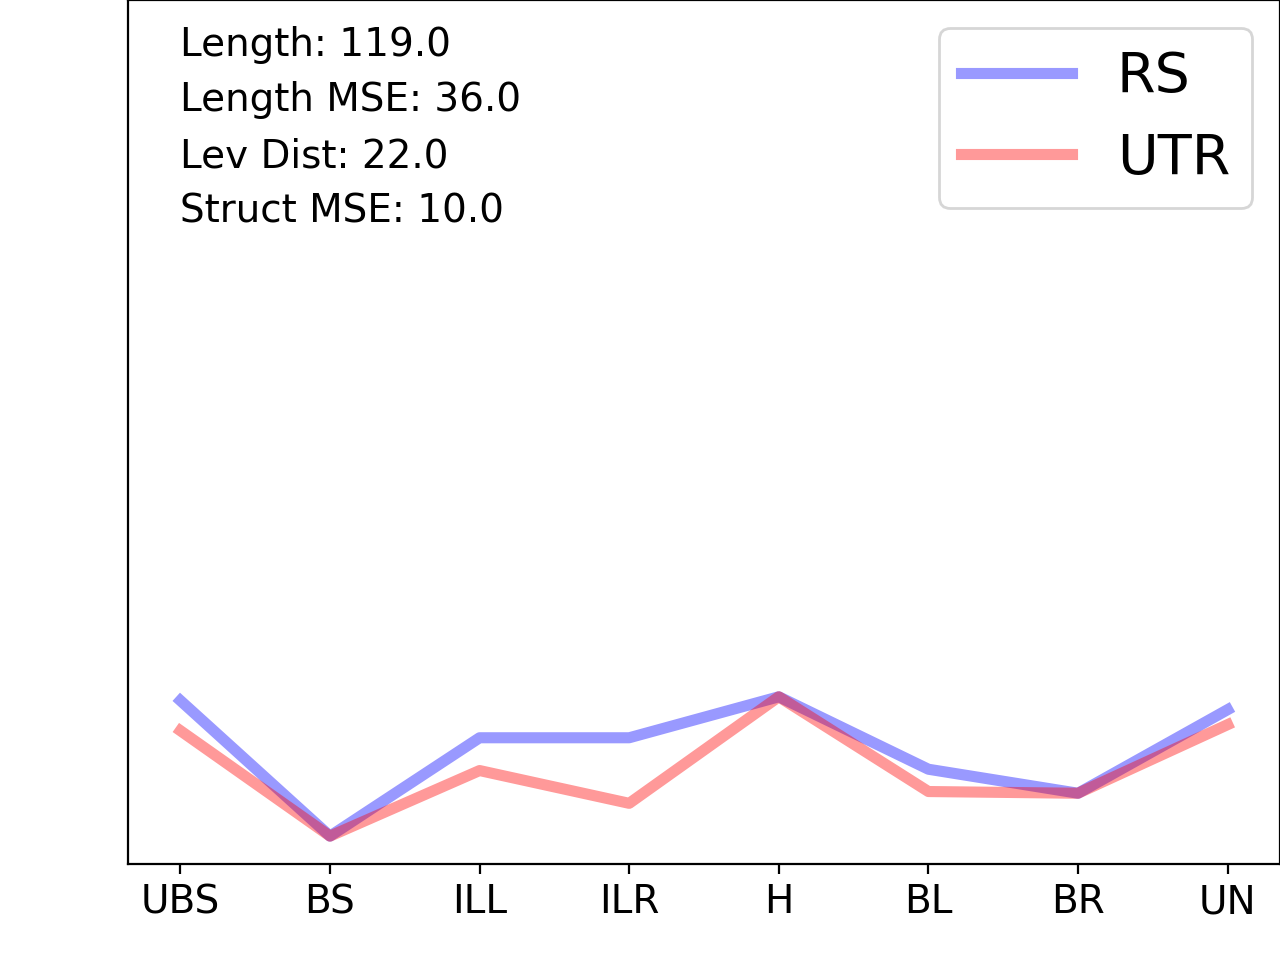 Length: 119.0
Length MSE: 36.0
Lev Dist: 22.0
Struct MSE: 10.0
RS
UTR
UBS BS ILL ILR H BL BR UN